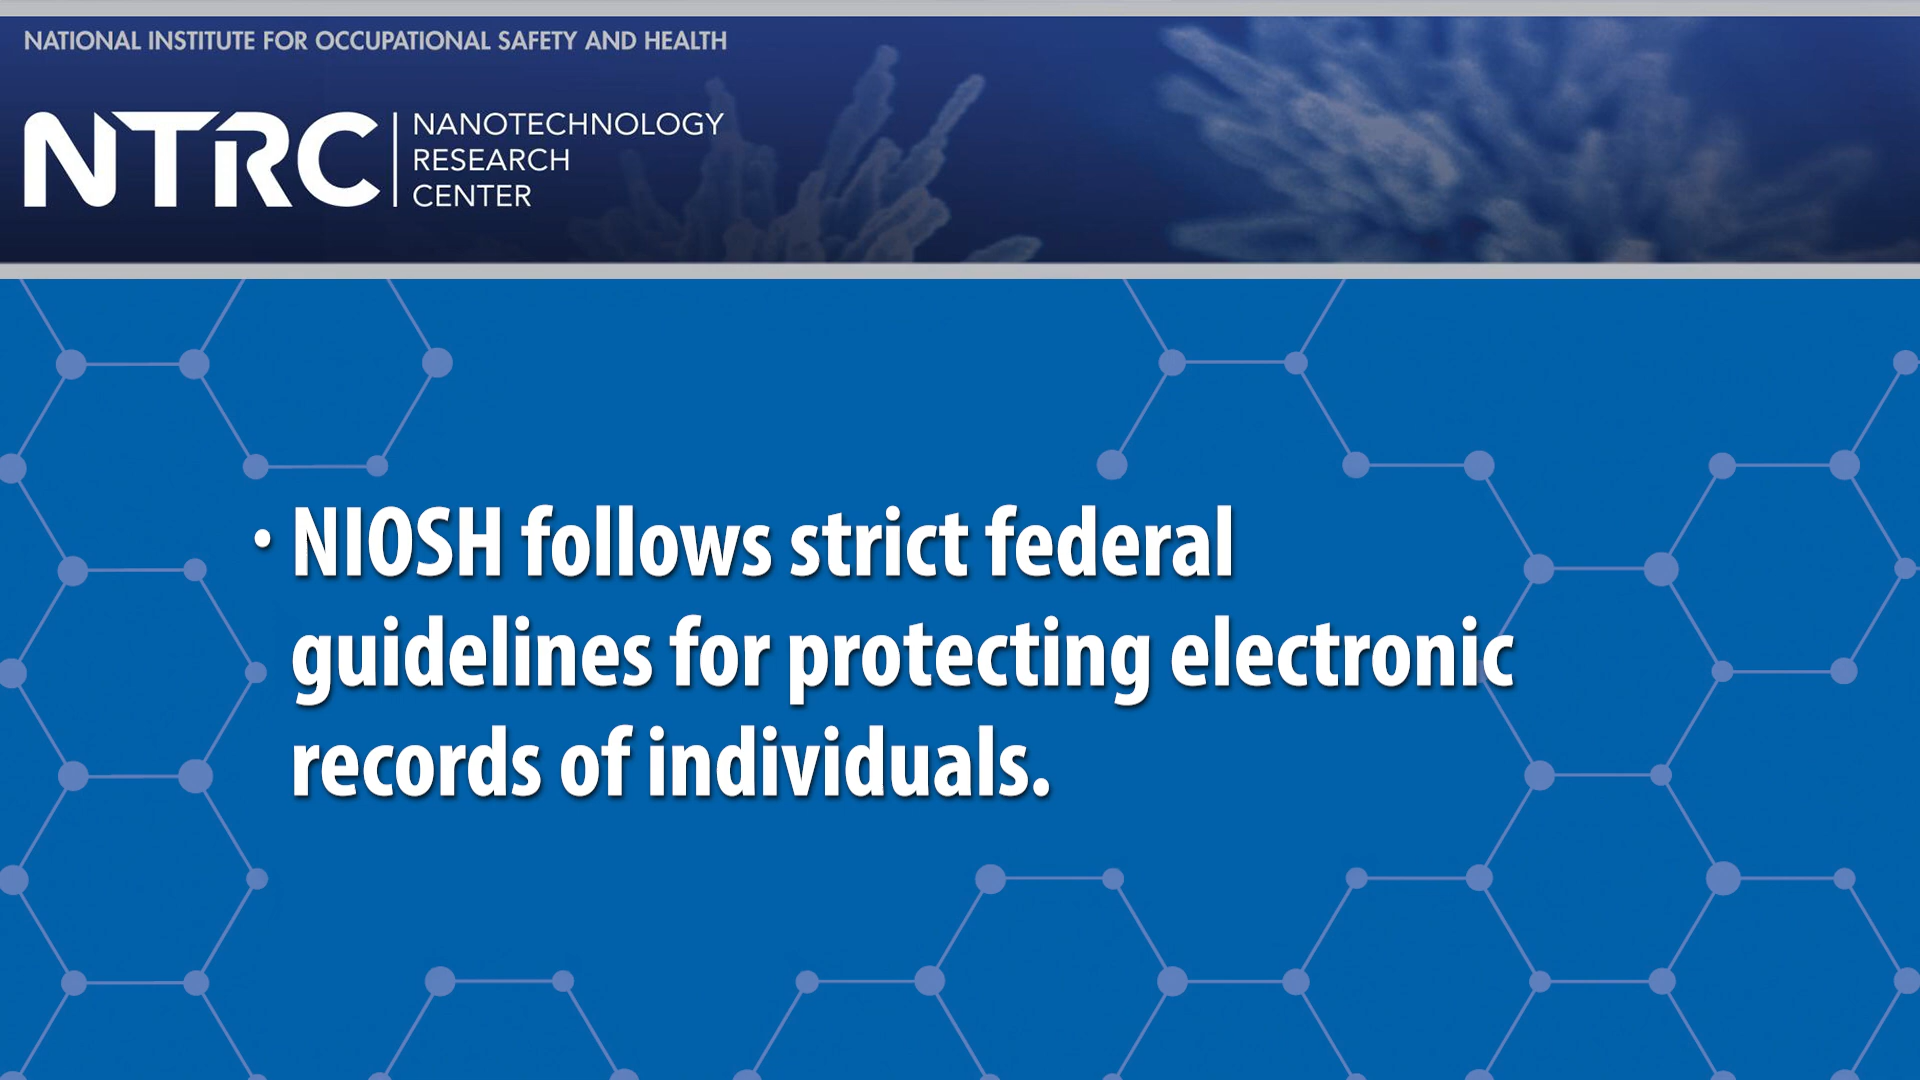 NATIONAL INSTITUTE FOR OCCUPATIONAL SAFETY AND HEALTH
NTRC
NANOTECHNOLOGY
RESEARCH
CENTER
• NIOSH follows strict federal
guidelines for protecting electronic
records of individuals.